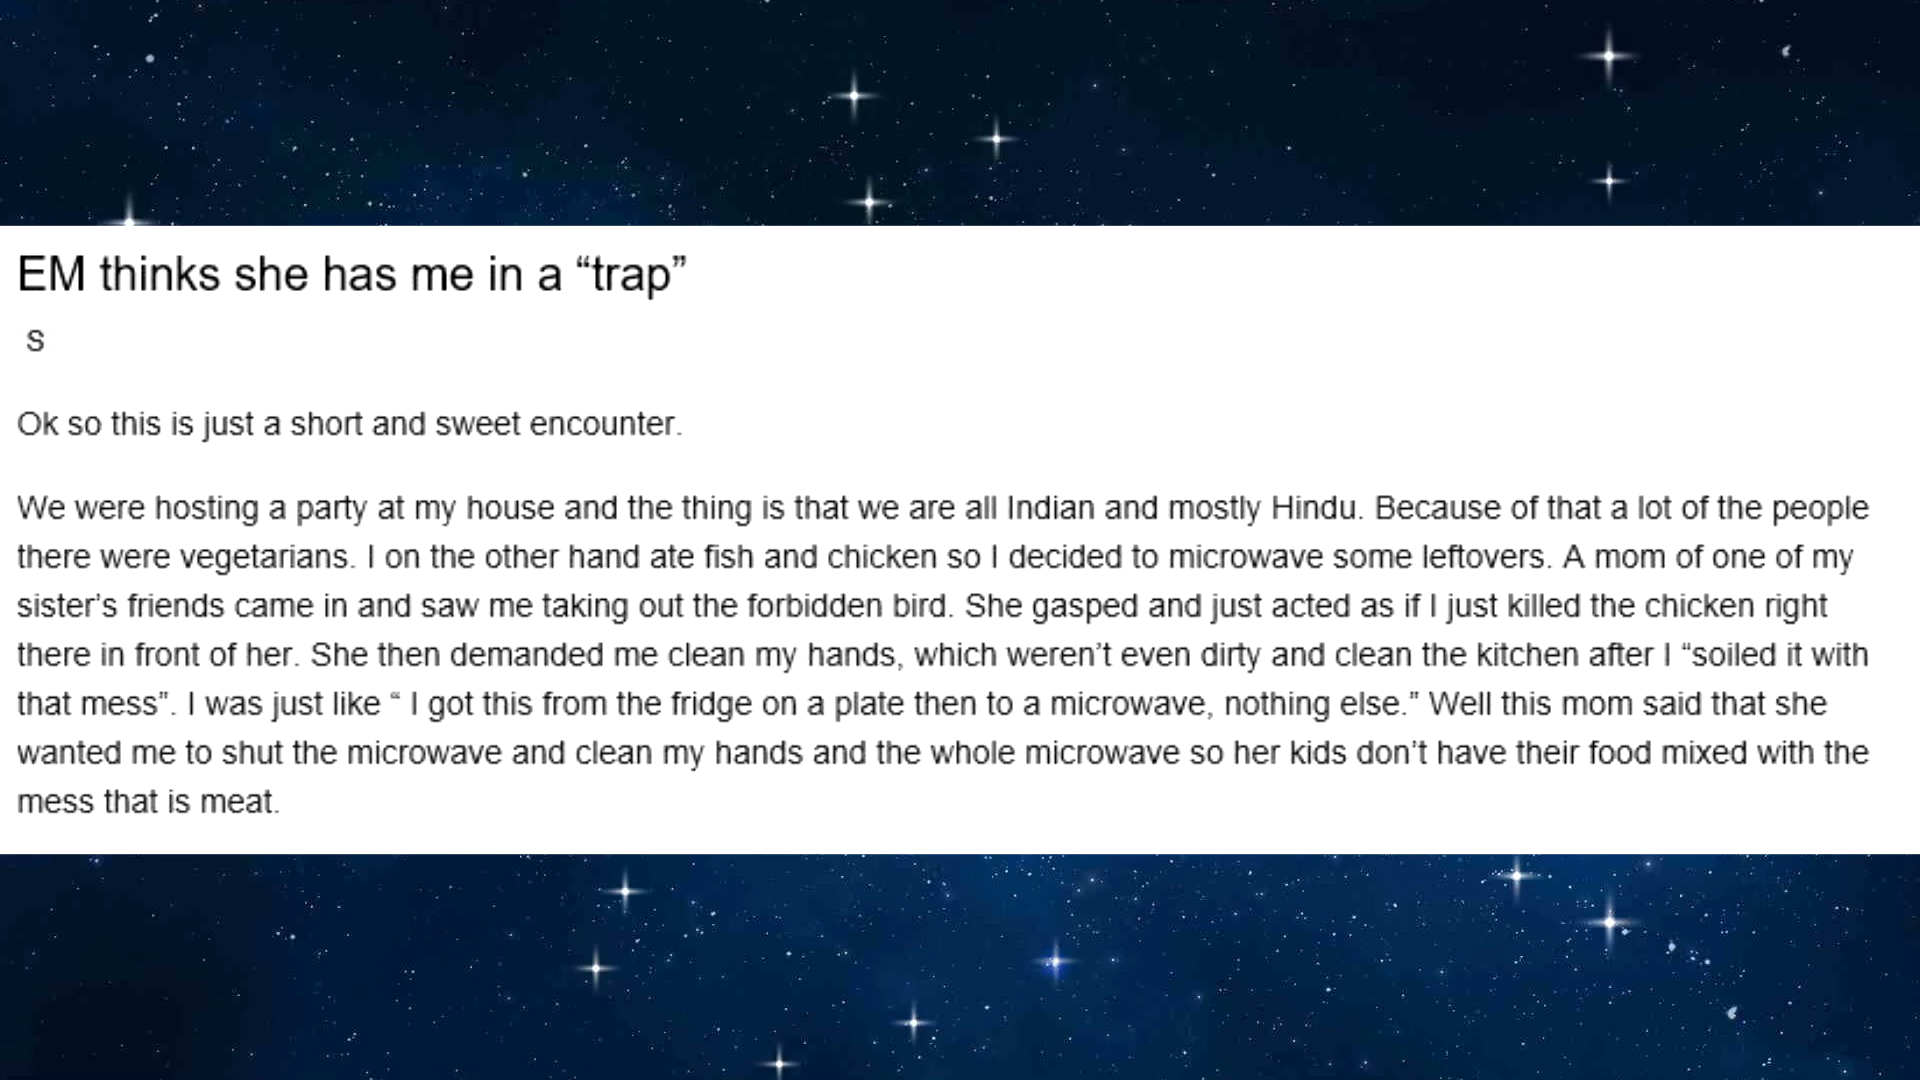 EM thinks she has me in a “trap”
s
Ok so this is just a short and sweet encounter.
We were hosting a party at my house and the thing is that we are all Indian and mostly Hindu. Because of that a lot of the people
there were vegetarians. I on the other hand ate fish and chicken so I decided to microwave some leftovers. A mom of one of my
sister’s friends came in and saw me taking out the forbidden bird. She gasped and just acted as if I just killed the chicken right
there in front of her. She then demanded me clean my hands, which weren’t even dirty and clean the kitchen after I “soiled it with
that mess”. I was just like “ I got this from the fridge on a plate then to a microwave, nothing else.” Well this mom said that she
wanted me to shut the microwave and clean my hands and the whole microwave so her kids don’t have their food mixed with the
mess that is meat.